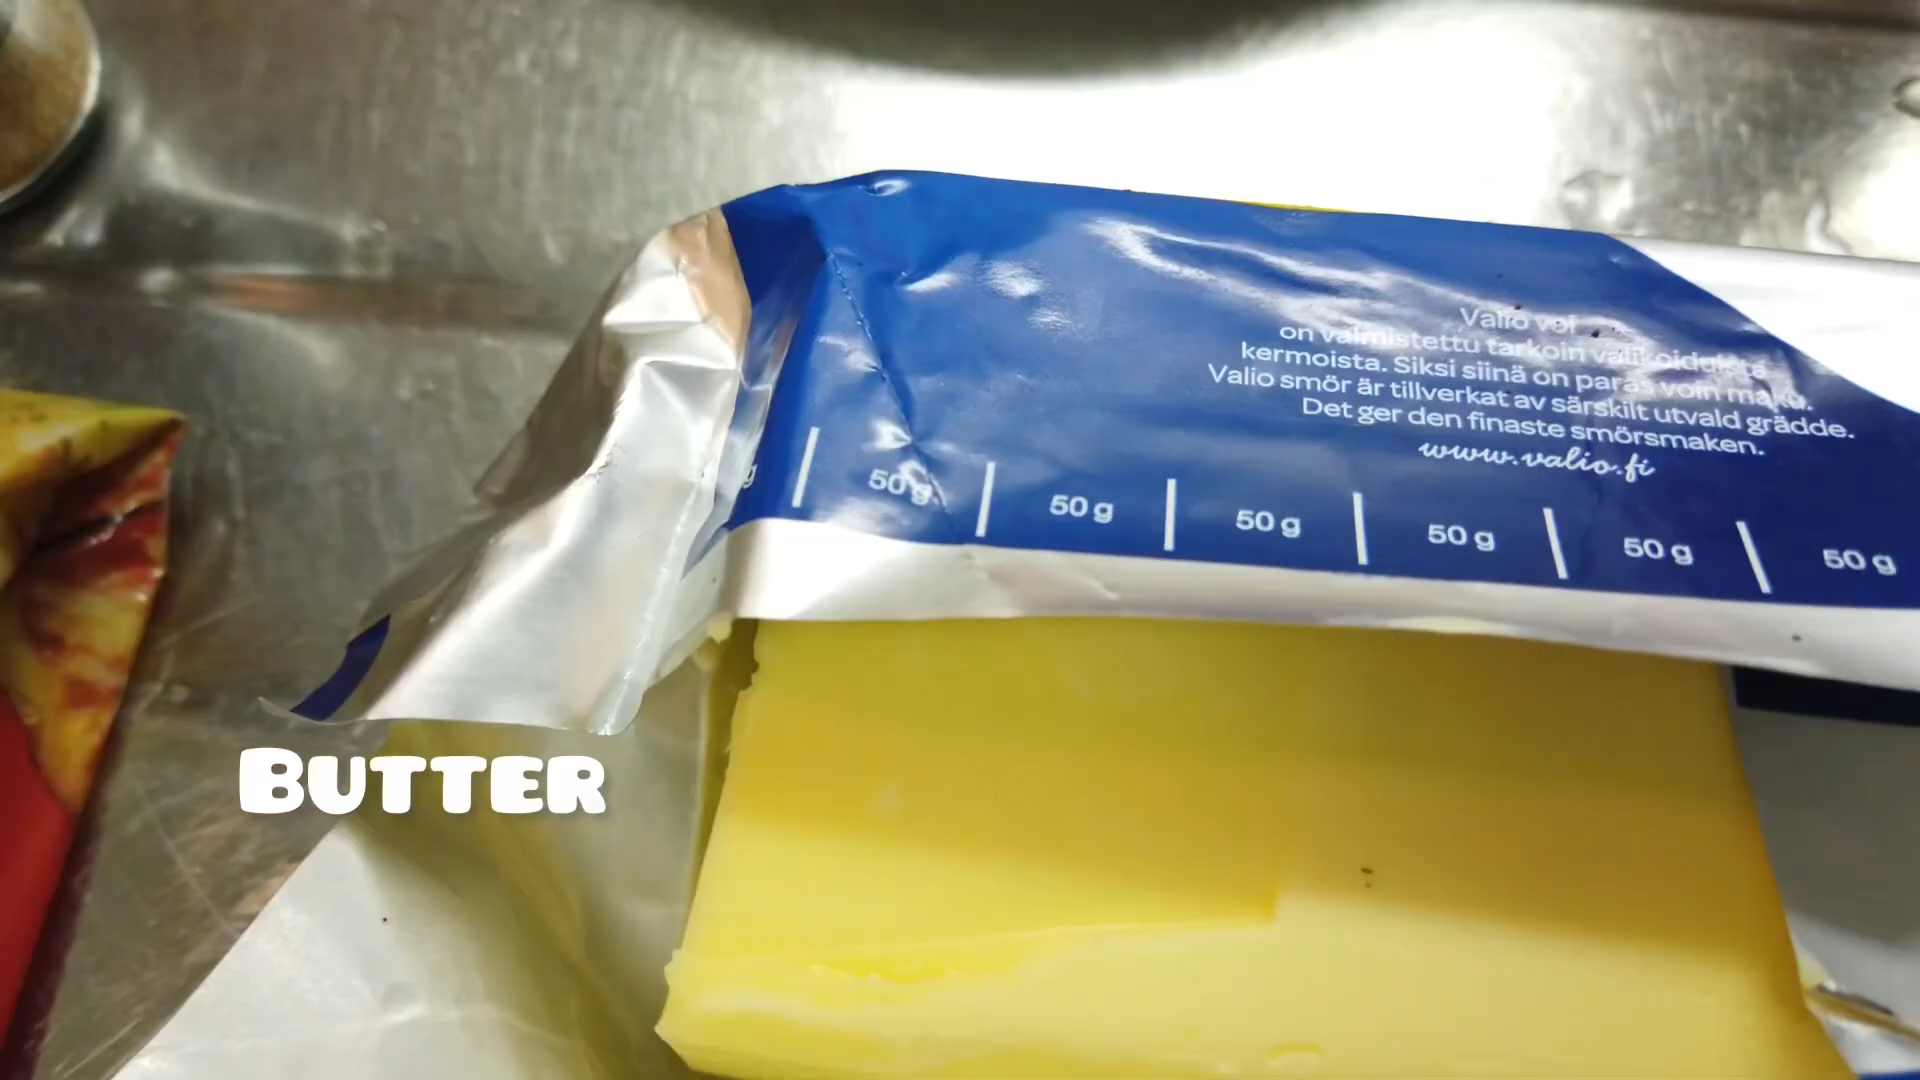 Valio voi
on valmistettu tarkoin valikoiduista
kermoista. Siksi siinä on paras voin maku.
Valio smör är tillverkat av särskilt utvald grädde.
Det ger den finaste smörsmaken.
www.valio.fi
g
50 g
50 g
50 g
50 g
50 g
50 g
BUTTER